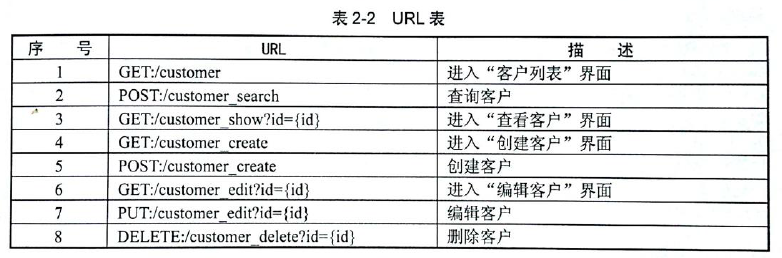 表 2-2 URL 表
序 号 URL 描 述
1 GET:/customer 进入“客户列表”界面
2 POST:/customer_search 查询客户
3 GET:/customer_show?id={id} 进入“查看客户”界面
4 GET:/customer_create 进入“创建客户”界面
5 POST:/customer_create 创建客户
6 GET:/customer_edit?id={id} 进入“编辑客户”界面
7 PUT:/customer_edit?id={id} 编辑客户
8 DELETE:/customer_delete?id={id} 删除客户